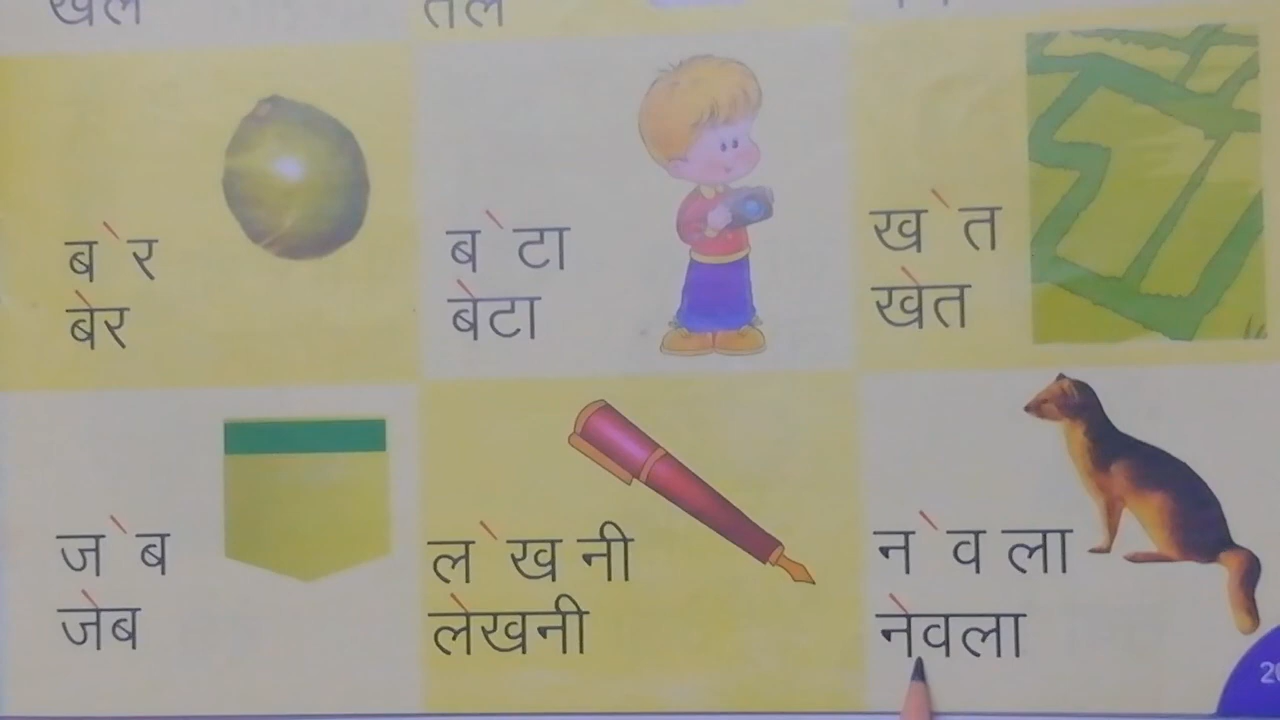 खेल
तेल
ब े र
बेर
ब े टा
बेटा
ख े त
खेत
ज े ब
जेब
ल े ख नी
लेखनी
न े व ला
नेवला